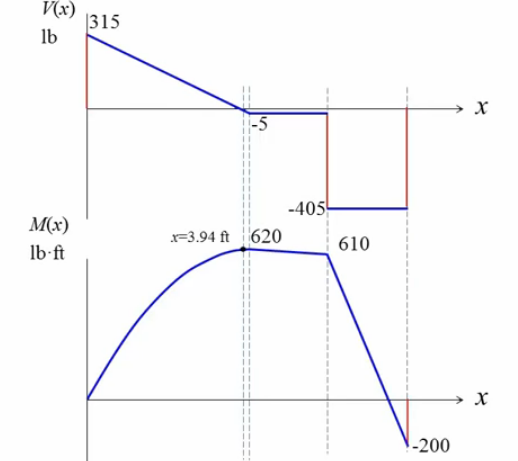 V(x)
lb
315
x
-5
-405
M(x)
lb·ft
x=3.94 ft
620
610
x
-200